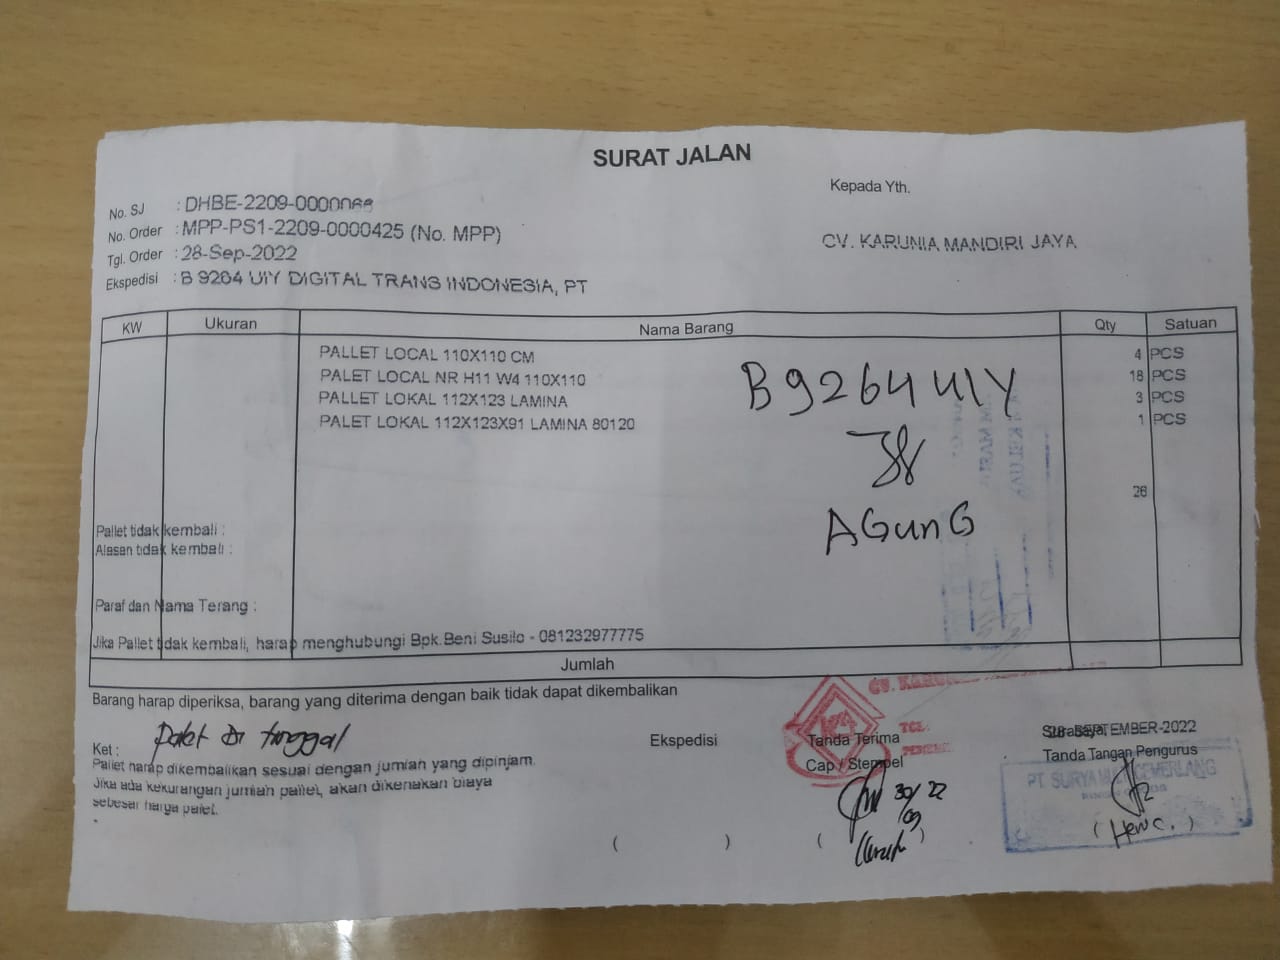 SURAT JALAN
No. SJ : DHBE-2209-0000068
No. Order : MPP-PS1-2209-0000425 (No. MPP)
Tgl. Order : 28-Sep-2022
Ekspedisi : B 9264 UIY DIGITAL TRANS INDONESIA, PT
Kepada Yth.
CV. KARUNIA MANDIRI JAYA
KW Ukuran Nama Barang Qty Satuan
PALLET LOCAL 110X110 CM 4 PCS
PALET LOCAL NR H11 W4 110X110 18 PCS
PALET LOKAL 112X123 LAMINA 3 PCS
PALET LOKAL 112X123X91 LAMINA 80120 1 PCS
B 9264 UIY
38
26
AGunG
Pallet tidak kembali :
Alasan tidak kembali :
Paraf dan Nama Terang :
Jika Pallet tidak kembali, harap menghubungi Bpk.Beni Susilo - 081232977775
Jumlah
Barang harap diperiksa, barang yang diterima dengan baik tidak dapat dikembalikan
Ket : palet di tinggal
Pallet harap dikembalikan sesuai dengan jumlah yang dipinjam.
Jika ada kekurangan jumlah pallet, akan dikenakan biaya
sebesar harga palet.
Ekspedisi
( )
CV.
TGL.
Tanda Terima
Cap / Stempel
30/09 22
28-SEPTEMBER-2022
Tanda Tangan Pengurus
PT. SURYA CEMERLANG